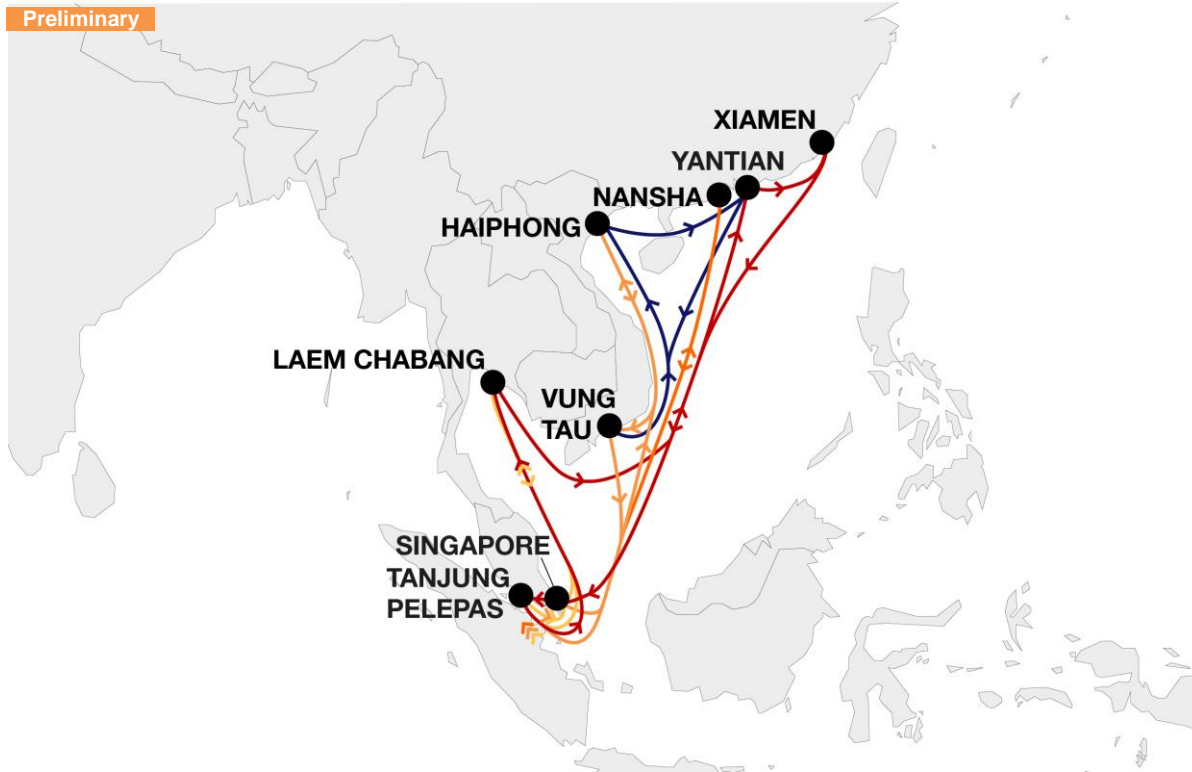 Preliminary
XIAMEN
YANTIAN
NANSHA
HAIPHONG
LAEM CHABANG
VUNG
TAU
SINGAPORE
TANJUNG
PELEPAS